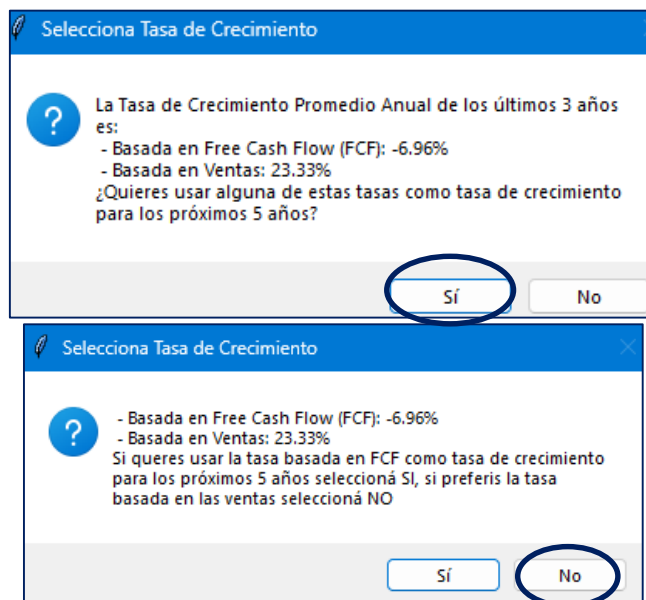 Selecciona Tasa de Crecimiento
La Tasa de Crecimiento Promedio Anual de los últimos 3 años
es:
- Basada en Free Cash Flow (FCF): -6.96%
- Basada en Ventas: 23.33%
¿Quieres usar alguna de estas tasas como tasa de crecimiento
para los próximos 5 años?
Sí No
Selecciona Tasa de Crecimiento
- Basada en Free Cash Flow (FCF): -6.96%
- Basada en Ventas: 23.33%
Si queres usar la tasa basada en FCF como tasa de crecimiento
para los próximos 5 años seleccioná SI, si preferis la tasa
basada en las ventas seleccioná NO
Sí No